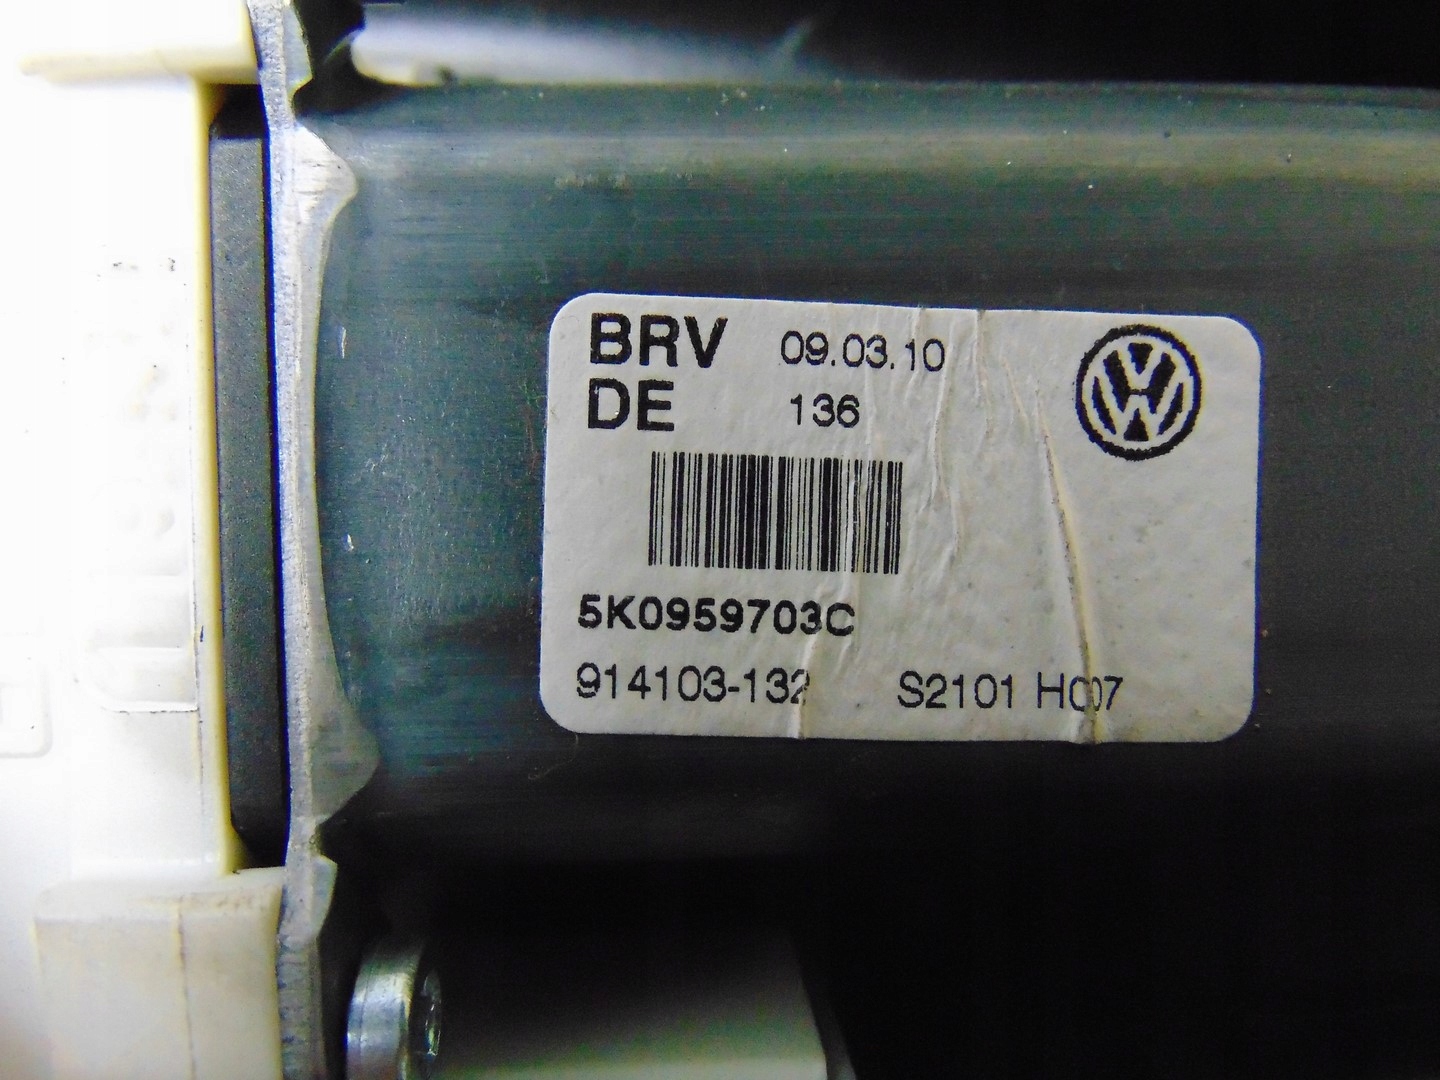 BRV 09.03.10
DE 136
5K0959703C
914103-132 S2101 H007